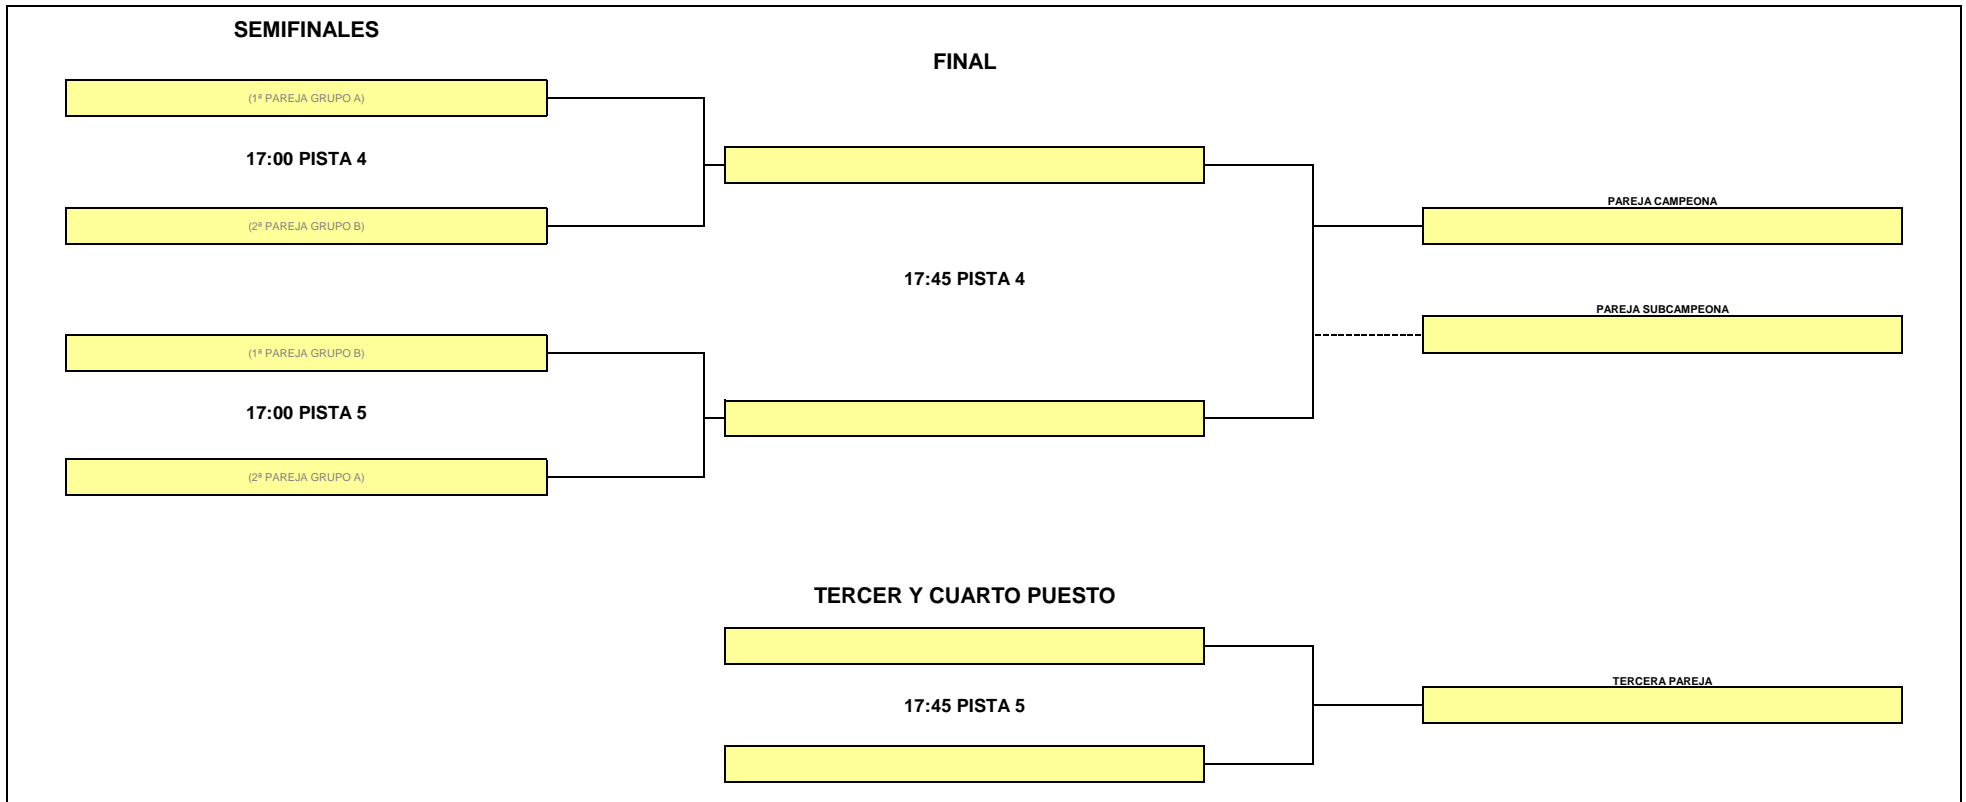 SEMIFINALES
FINAL
(1ª PAREJA GRUPO A)
17:00 PISTA 4
(2ª PAREJA GRUPO B)
PAREJA CAMPEONA
17:45 PISTA 4
PAREJA SUBCAMPEONA
(1ª PAREJA GRUPO B)
17:00 PISTA 5
(2ª PAREJA GRUPO A)
TERCER Y CUARTO PUESTO
TERCERA PAREJA
17:45 PISTA 5